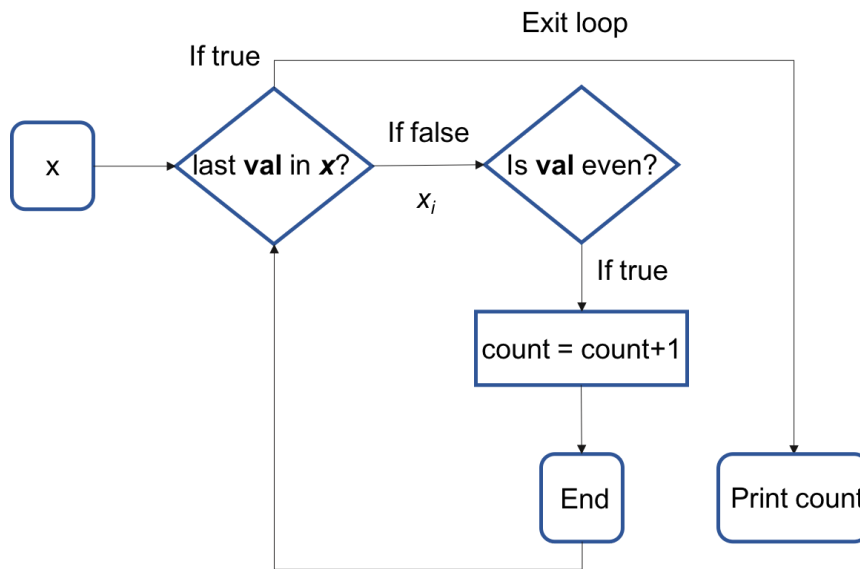 Exit loop
If true
If false
x
last val in x?
Is val even?
xi
If true
count = count+1
End
Print count